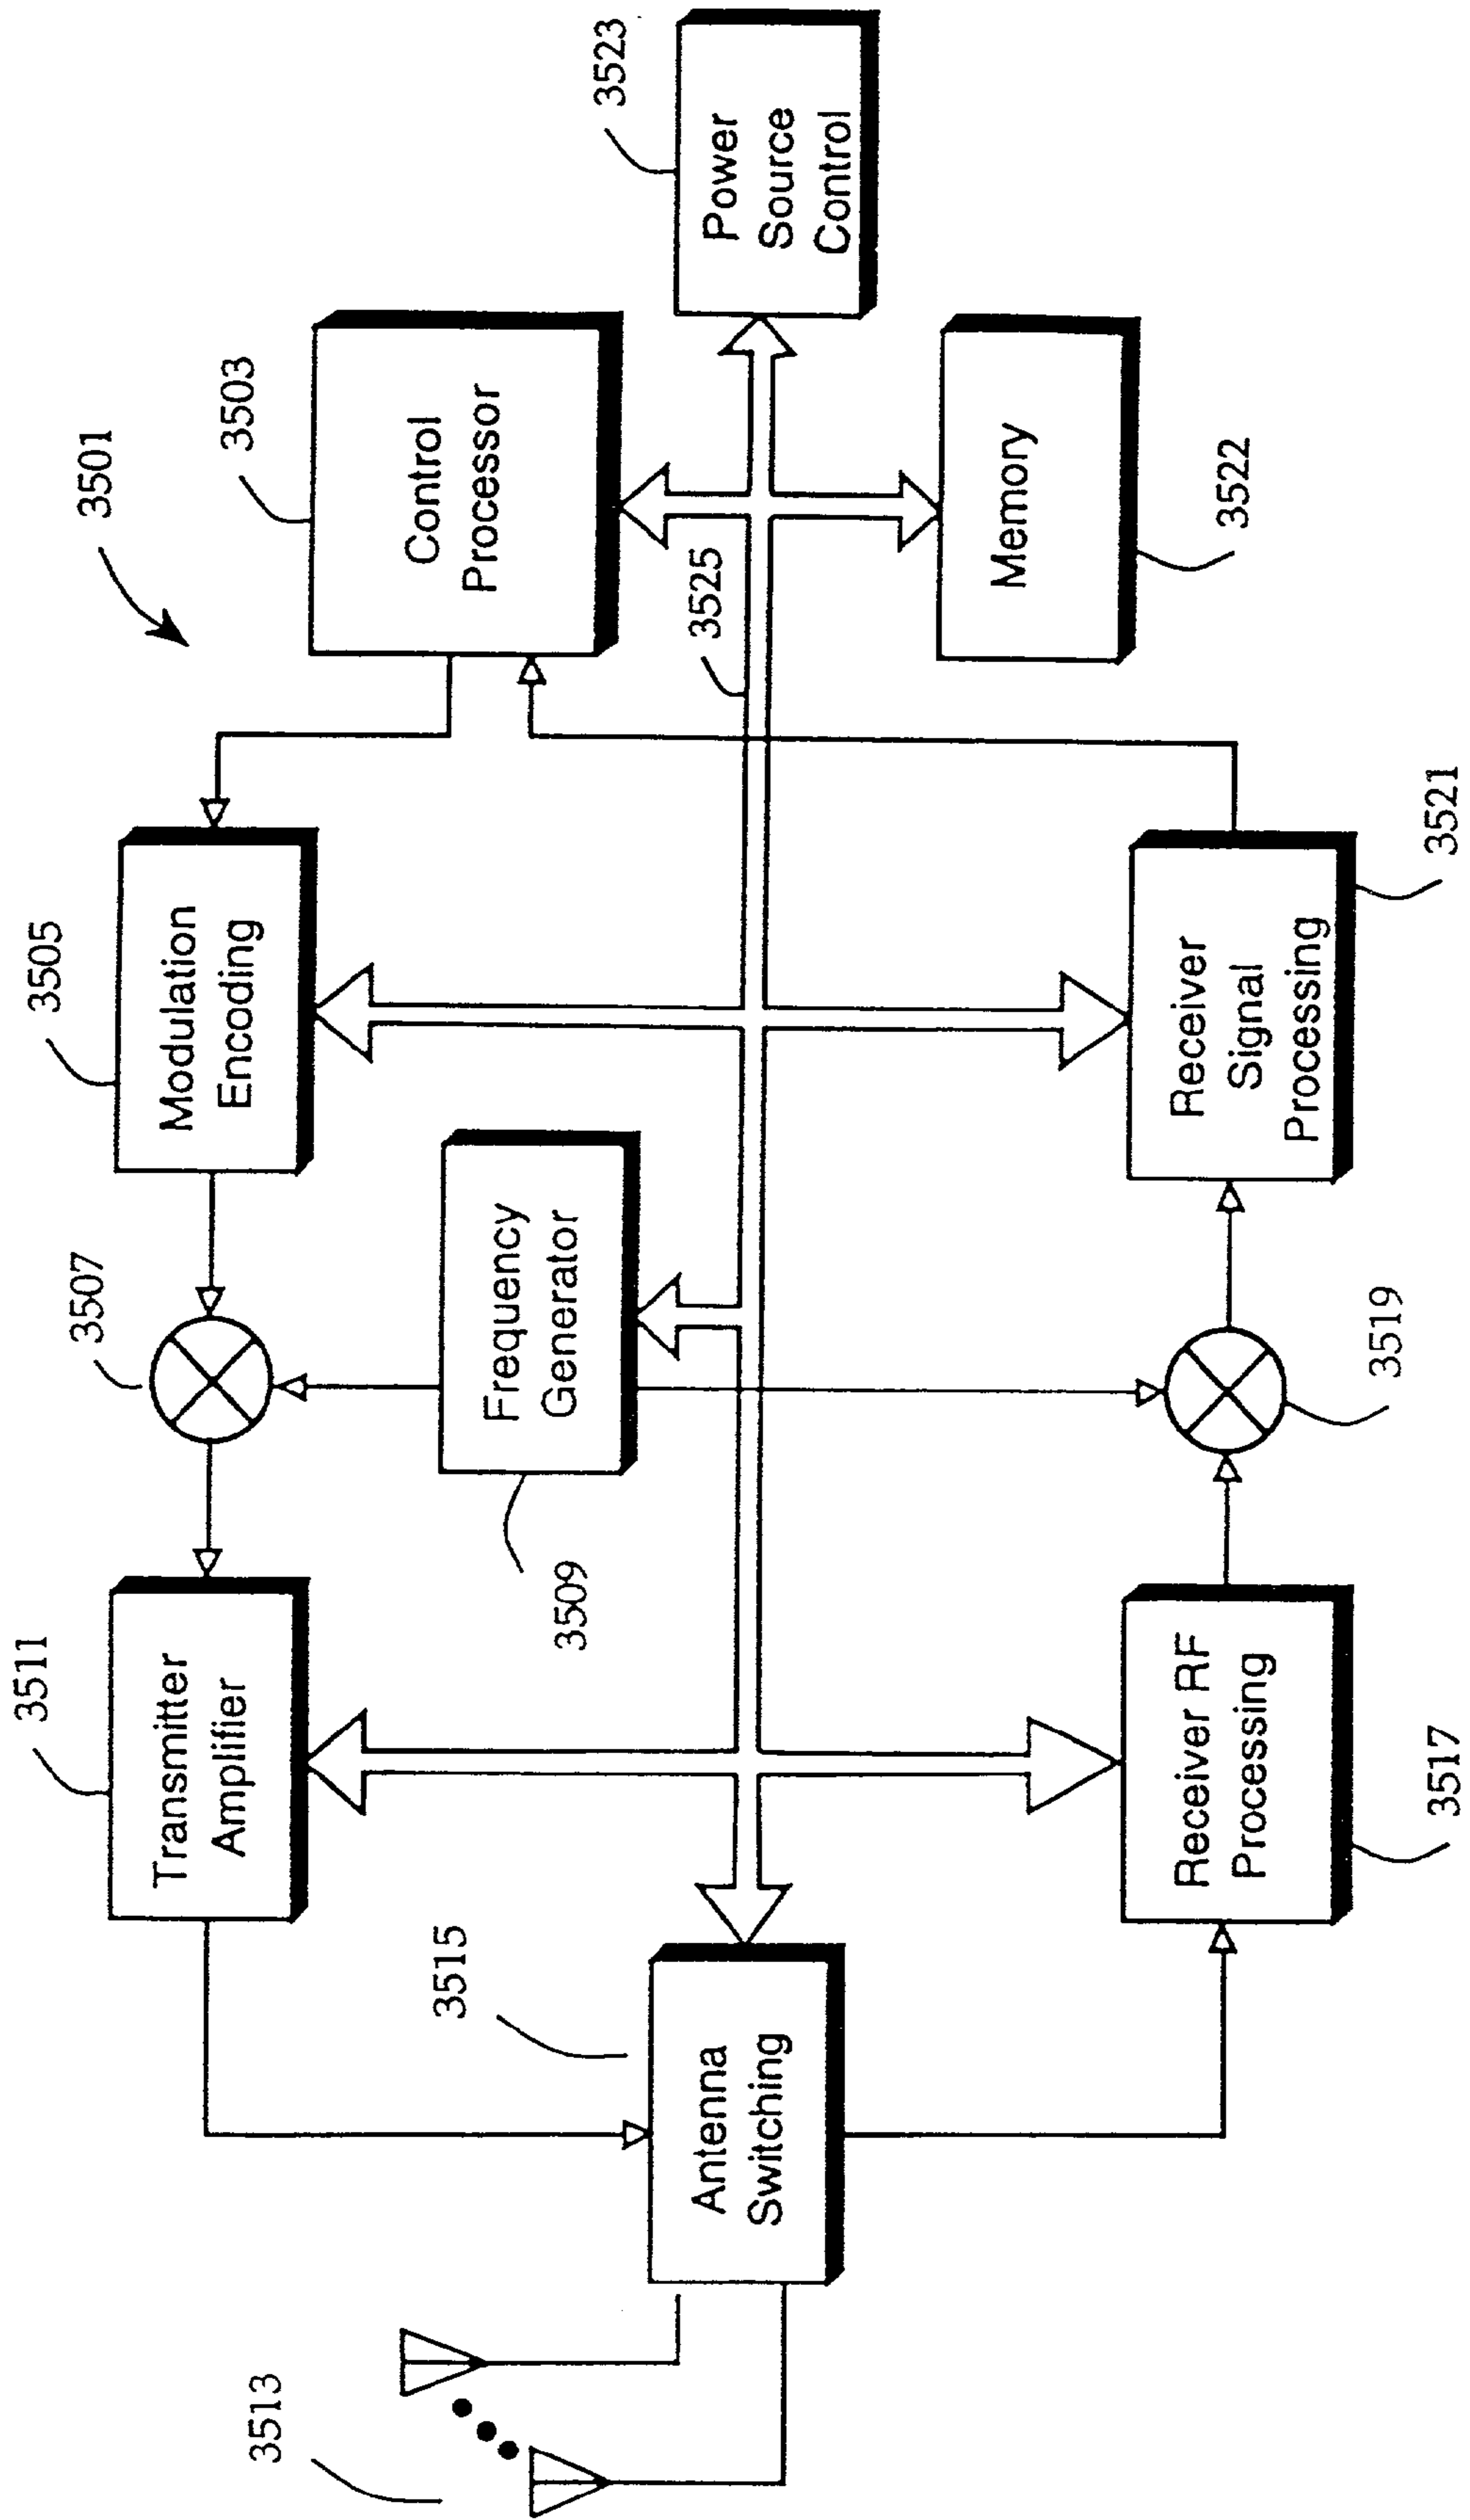 3501
3503
Control
Processor
3523
Power
Source
Control
3505
Modulation
Encoding
3525
Memory
3522
3507
3509
Frequency
Generator
3511
Transmitter
Amplifier
3521
Receiver
Signal
Processing
3519
3515
Antenna
Switching
3517
Receiver RF
Processing
3513